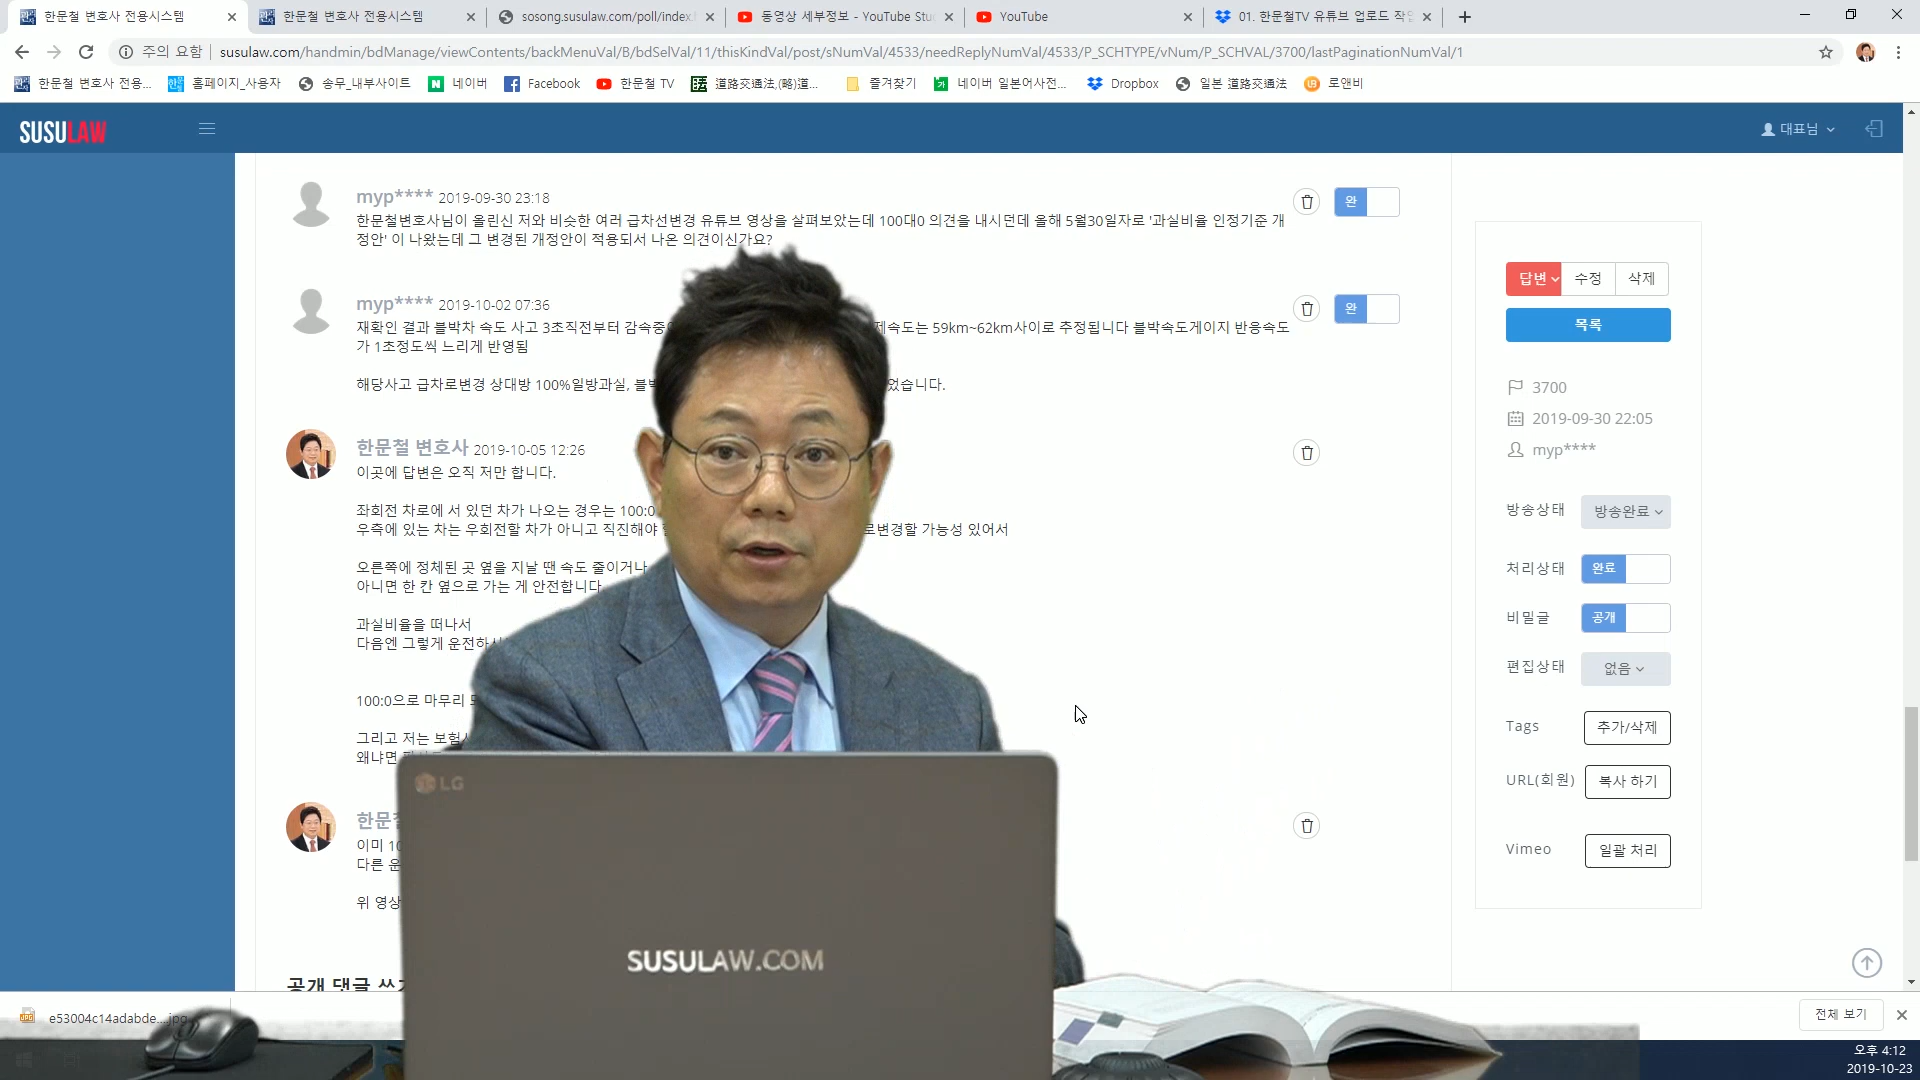 한문철 변호사 전용시스템
한문철 변호사 전용시스템
sosong.susulaw.com/poll/index.
동영상 세부정보 - YouTube Stu
YouTube
01. 한문철TV 유튜브 업로드 작
주의 요함
susulaw.com/handmin/bdManage/viewContents/backMenuVal/B/bdSelVal/11/thisKindVal/post/sNumVal/4533/needReplyNumVal/4533/P_SCHTYPE/vNum/P_SCHVAL/3700/lastPaginationNumVal/1
한문철 변호사 전용...
홈페이지_사용자
송무_내부사이트
네이버
Facebook
한문철 TV
道路交通法,(略)道...
즐겨찾기
네이버 일본어사전...
Dropbox
일본 道路交通法
로앤비
SUSULAW
대표님
myp**** 2019-09-30 23:18
완
한문철변호사님이 올린신 저와 비슷한 여러 급차선변경 유튜브 영상을 살펴보았는데 100대0 의견을 내시던데 올해 5월30일자로 '과실비율 인정기준 개
정안' 이 나왔는데 그 변경된 개정안이 적용되서 나온 의견이신가요?
myp**** 2019-10-02 07:36
완
재확인 결과 블박차 속도 사고 3초직전부터 감속중 제속도는 59km~62km사이로 추정됩니다 블박속도게이지 반응속도
가 1초정도씩 느리게 반영됨
해당사고 급차로변경 상대방 100%일방과실, 블박 었습니다.
한문철 변호사 2019-10-05 12:26
이곳에 답변은 오직 저만 합니다.
좌회전 차로에 서 있던 차가 나오는 경우는 100:0
우측에 있는 차는 우회전할 차가 아니고 직진해야 로변경할 가능성 있어서
오른쪽에 정체된 곳 옆을 지날 땐 속도 줄이거나
아니면 한 칸 옆으로 가는 게 안전합니다
과실비율을 떠나서
다음엔 그렇게 운전하시
100:0으로 마무리
그리고 저는 보험사
왜냐면
한문철
이미 10
다른 운
위 영상
공개 댓글 쓰기
답변
수정
삭제
목록
3700
2019-09-30 22:05
myp****
방송상태
방송완료
처리상태
완료
비밀글
공개
편집상태
없음
Tags
추가/삭제
URL(회원)
복사 하기
Vimeo
일괄 처리
LG
SUSULAW.COM
e53004c14adabde....jpg
전체 보기
오후 4:12
2019-10-23